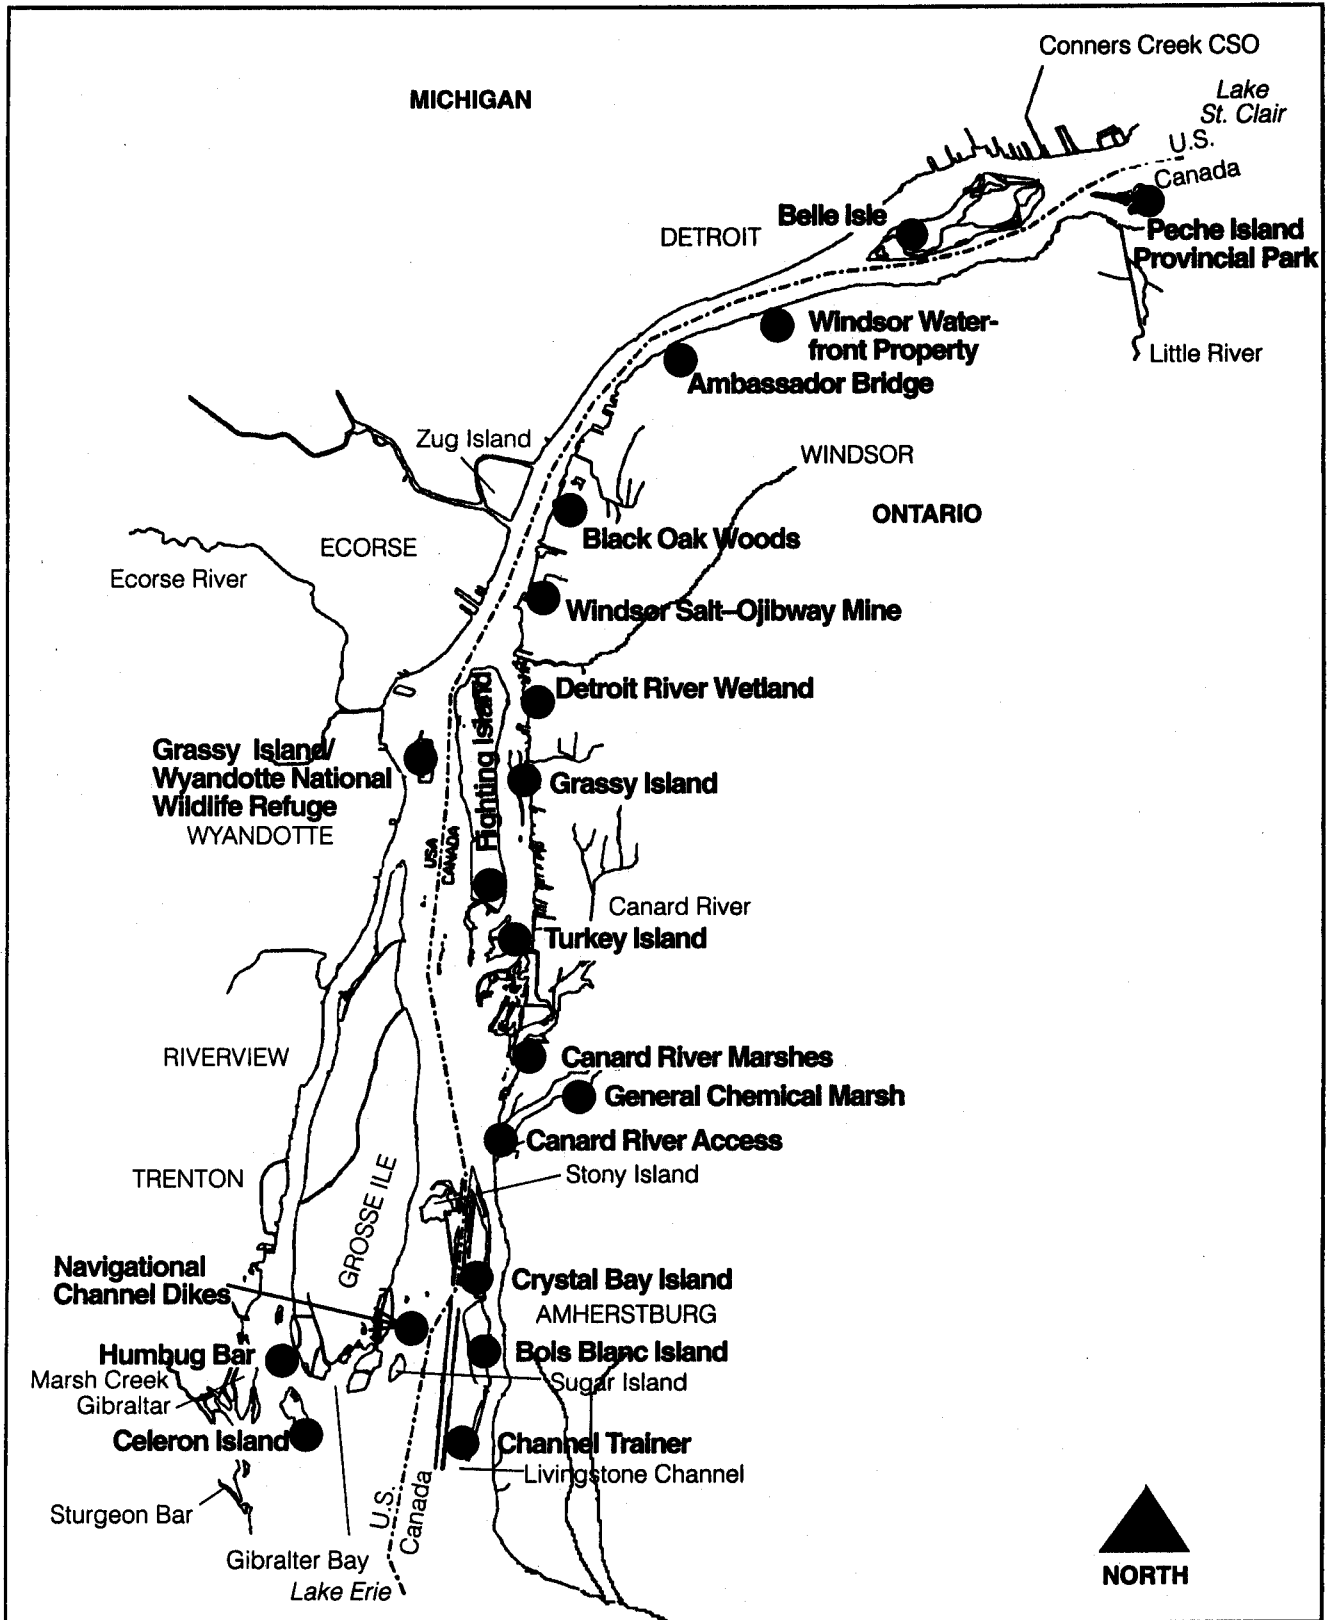 Conners Creek CSO
MICHIGAN
Lake
St. Clair
U.S.
Canada
Belle Isle
DETROIT
Peche Island
Provincial Park
Windsor Water-
front Property
Little River
Ambassador Bridge
Zug Island
WINDSOR
ONTARIO
Black Oak Woods
ECORSE
Ecorse River
Windsor Salt–Ojibway Mine
Detroit River Wetland
Fighting Island
Grassy Island/
Wyandotte National
Wildlife Refuge
Grassy Island
WYANDOTTE
USA
CANADA
Canard River
Turkey Island
RIVERVIEW
Canard River Marshes
General Chemical Marsh
Canard River Access
TRENTON
Stony Island
GROSSE ILE
Navigational
Channel Dikes
Crystal Bay Island
AMHERSTBURG
Humbug Bar
Bois Blanc Island
Marsh Creek
Sugar Island
Gibraltar
Celeron Island
Channel Trainer
Livingstone Channel
Sturgeon Bar
U.S.
Canada
Gibralter Bay
Lake Erie
NORTH